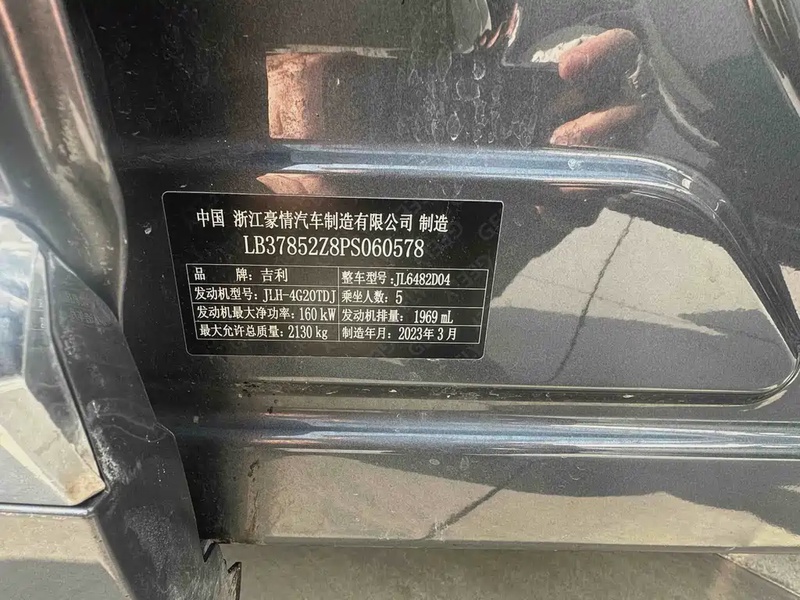 中国 浙江豪情汽车制造有限公司 制造
LB37852Z8PS060578
品 牌: 吉利 整车型号: JL6482D04
发动机型号: JLH-4G20TDJ 乘坐人数: 5
发动机最大净功率: 160 kW 发动机排量: 1969 mL
最大允许总质量: 2130 kg 制造年月: 2023年3月